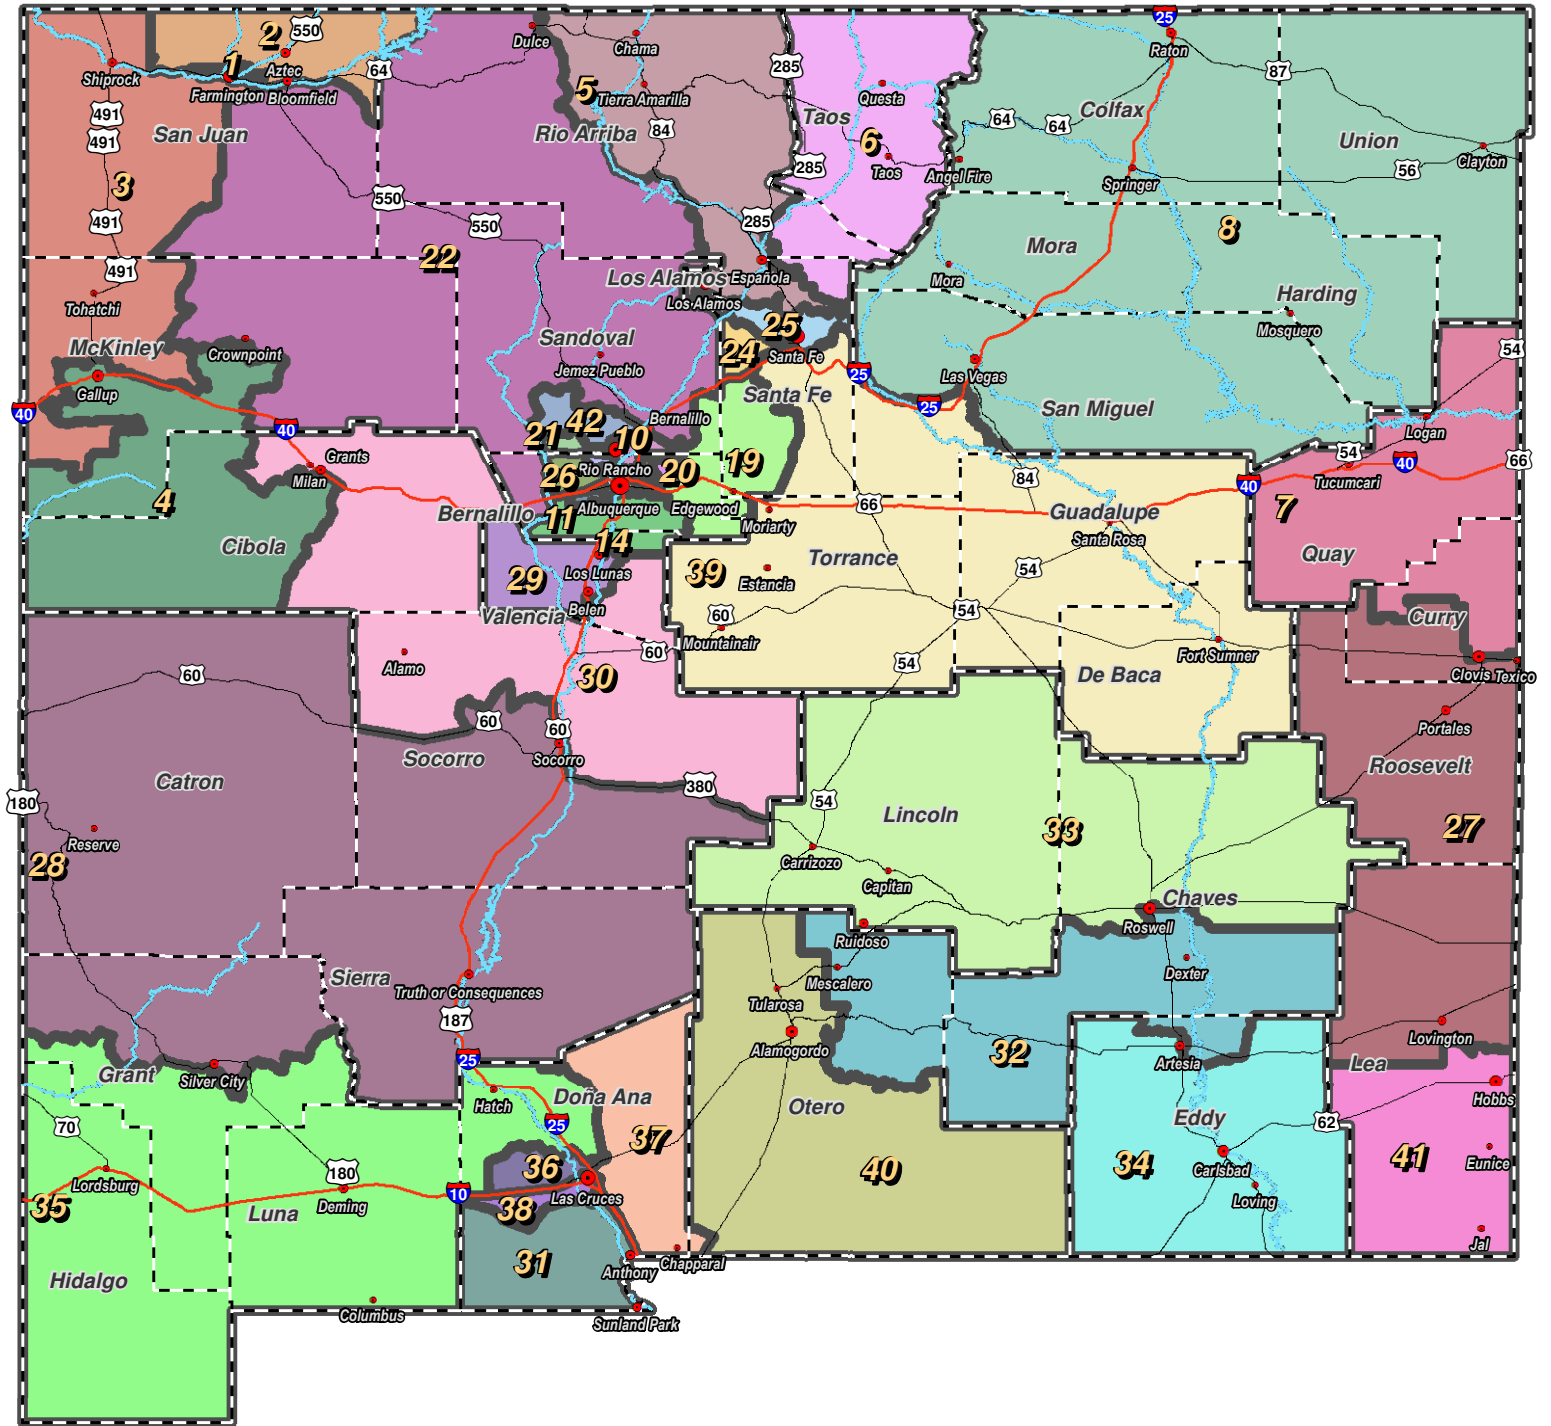 25
2
550
Dulce
Chama
Raton
Shiprock
1
Aztec
64
285
87
Farmington
Bloomfield
5
Tierra Amarilla
Questa
Colfax
491
San Juan
Rio Arriba
84
Taos
64
64
Union
491
6
Clayton
3
285
Taos
Angel Fire
Springer
56
550
491
550
285
8
22
Mora
491
Los Alamos
Española
Mora
Harding
Tohatchi
Los Alamos
Mosquero
McKinley
Crownpoint
Sandoval
25
24
Santa Fe
54
Jemez Pueblo
25
Las Vegas
Gallup
Santa Fe
40
25
San Miguel
40
42
Bernalillo
Logan
21
10
Grants
Milan
26
Rio Rancho
20
19
84
54
40
66
Tucumcari
4
40
7
Bernalillo
11
Albuquerque
Edgewood
Moriarty
66
Guadalupe
Santa Rosa
Cibola
14
Quay
29
Los Lunas
39
Estancia
Torrance
54
Valencia
Belen
60
54
Curry
Mountainair
Alamo
60
Fort Sumner
60
30
54
De Baca
Clovis
Texico
60
60
Portales
Socorro
Socorro
Roosevelt
Catron
380
180
54
Lincoln
33
27
Reserve
28
Carrizozo
Capitan
Chaves
Roswell
Ruidoso
Sierra
Mescalero
Dexter
Truth or Consequences
Tularosa
187
Lovington
Alamogordo
32
25
Artesia
Lea
Grant
Silver City
Hatch
Doña Ana
Otero
Eddy
Hobbs
70
25
37
62
36
34
41
Lordsburg
180
40
Carlsbad
Eunice
35
Deming
10
Las Cruces
Loving
Luna
38
31
Jal
Hidalgo
Anthony
Chapparal
Columbus
Sunland Park